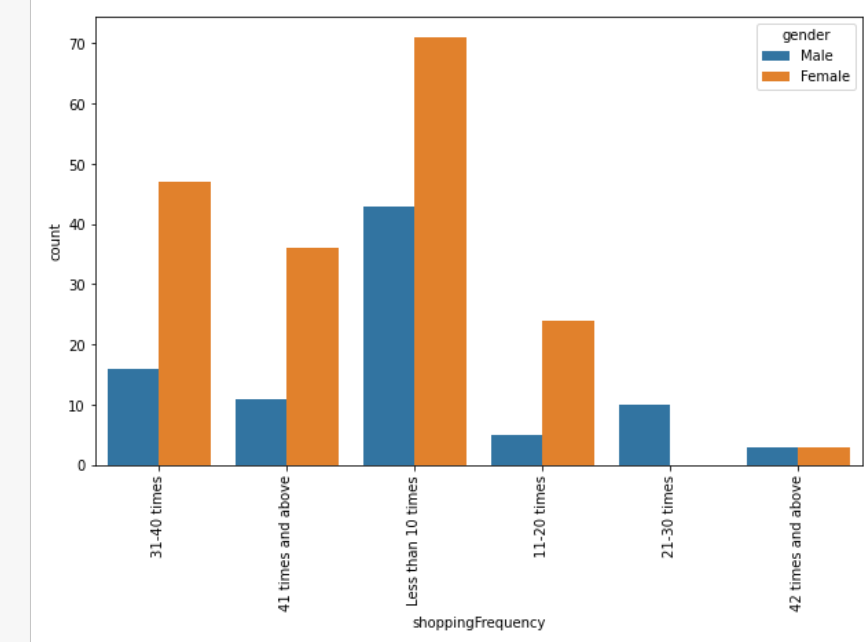 gender
Male
Female
70
60
50
40
30
20
10
0
count
31-40 times
41 times and above
Less than 10 times
11-20 times
21-30 times
42 times and above
shoppingFrequency